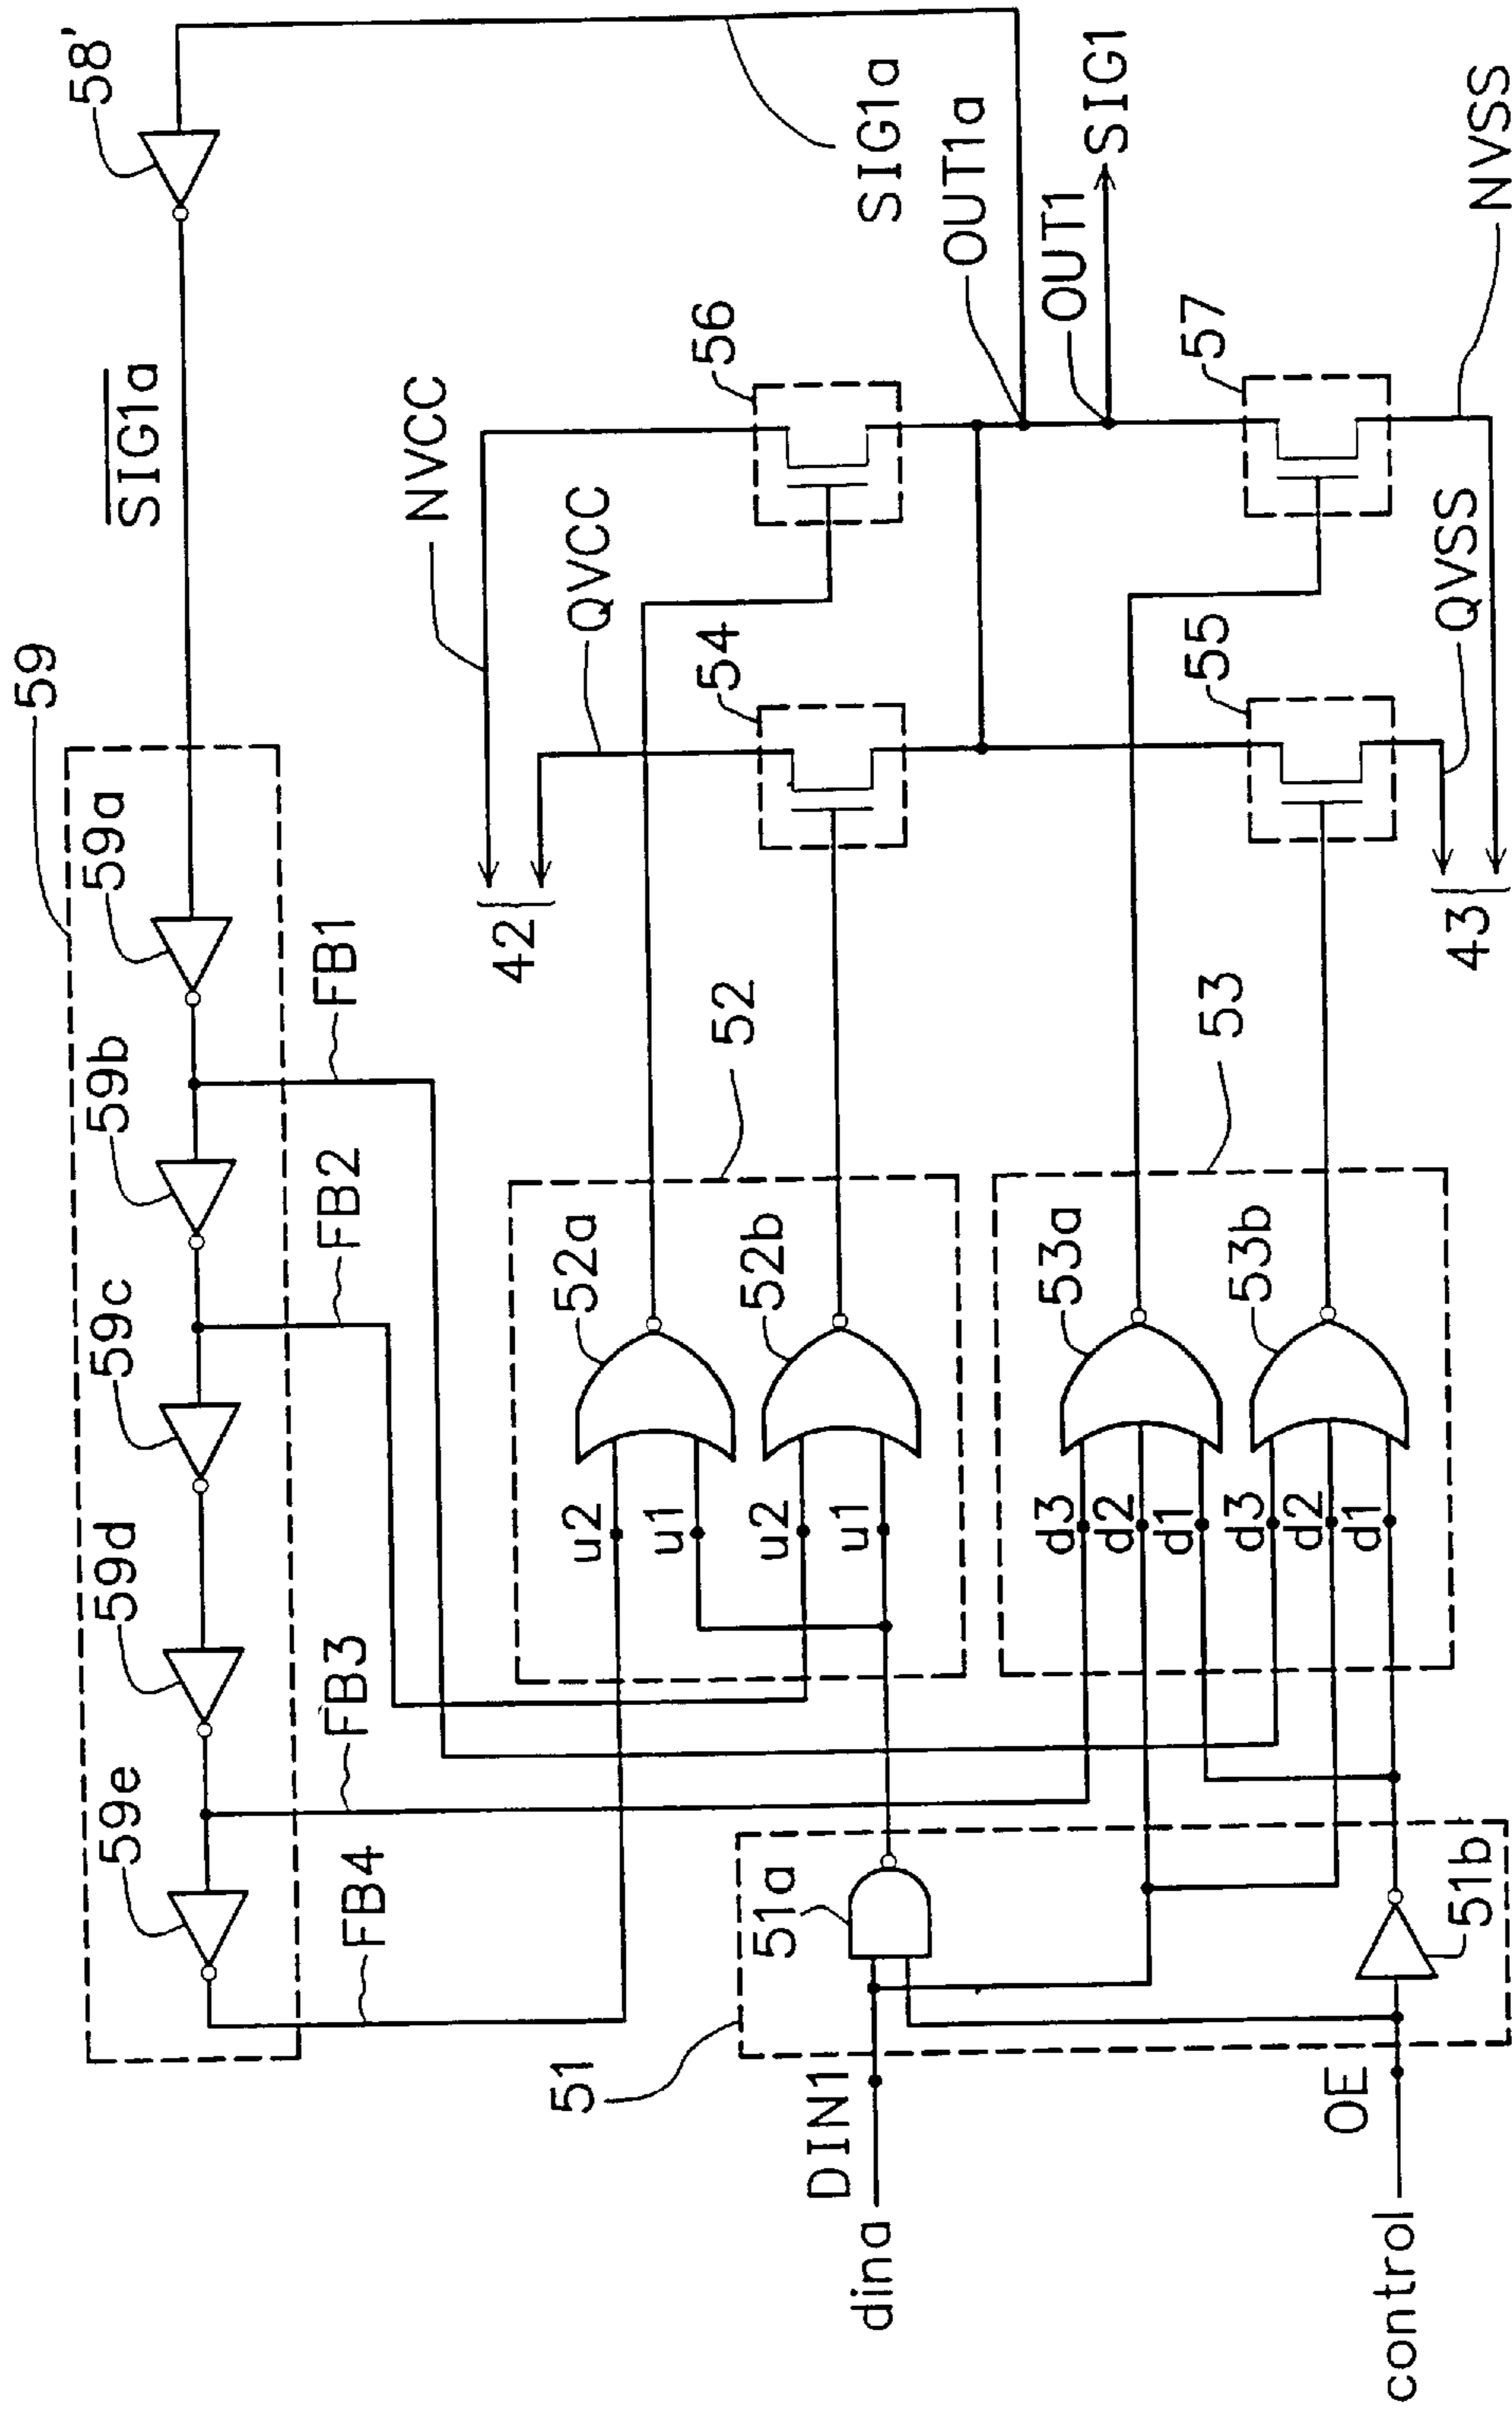 58'
SIG1a
SIG1a
OUT1a
OUT1
SIG1
NVSS
NVCC
QVCC
QVSS
56
57
54
55
59
59a
59b
59c
59d
59e
FB1
FB2
FB3
FB4
42
43
52
53
52a
52b
53a
53b
u2
u1
u2
u1
d3
d2
d1
d3
d2
d1
51
51a
51b
DIN1
dina
OE
control